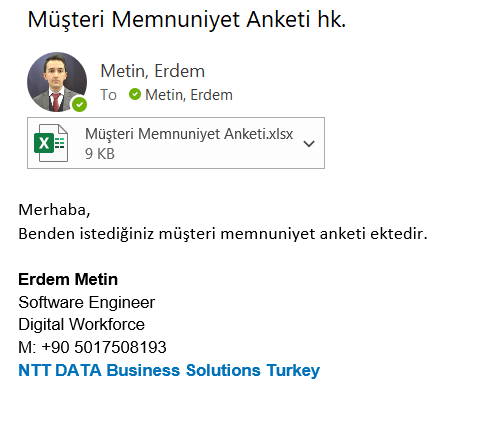 Müşteri Memnuniyet Anketi hk.
Metin, Erdem
To Metin, Erdem
Müşteri Memnuniyet Anketi.xlsx
9 KB
Merhaba,
Benden istediğiniz müşteri memnuniyet anketi ektedir.
Erdem Metin
Software Engineer
Digital Workforce
M: +90 5017508193
NTT DATA Business Solutions Turkey